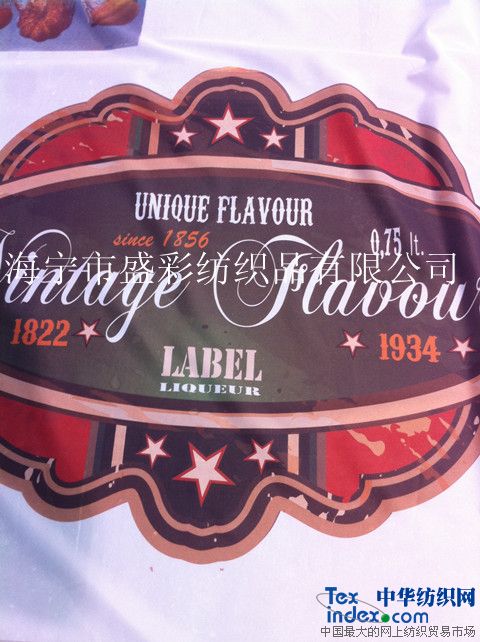 UNIQUE FLAVOUR
since 1856
0,75 lt.
Vintage Flavour
海宁市盛彩纺织品有限公司
1822
1934
LABEL
LIQUEUR
Texindex.com
中华纺织网
中国最大的网上纺织贸易市场